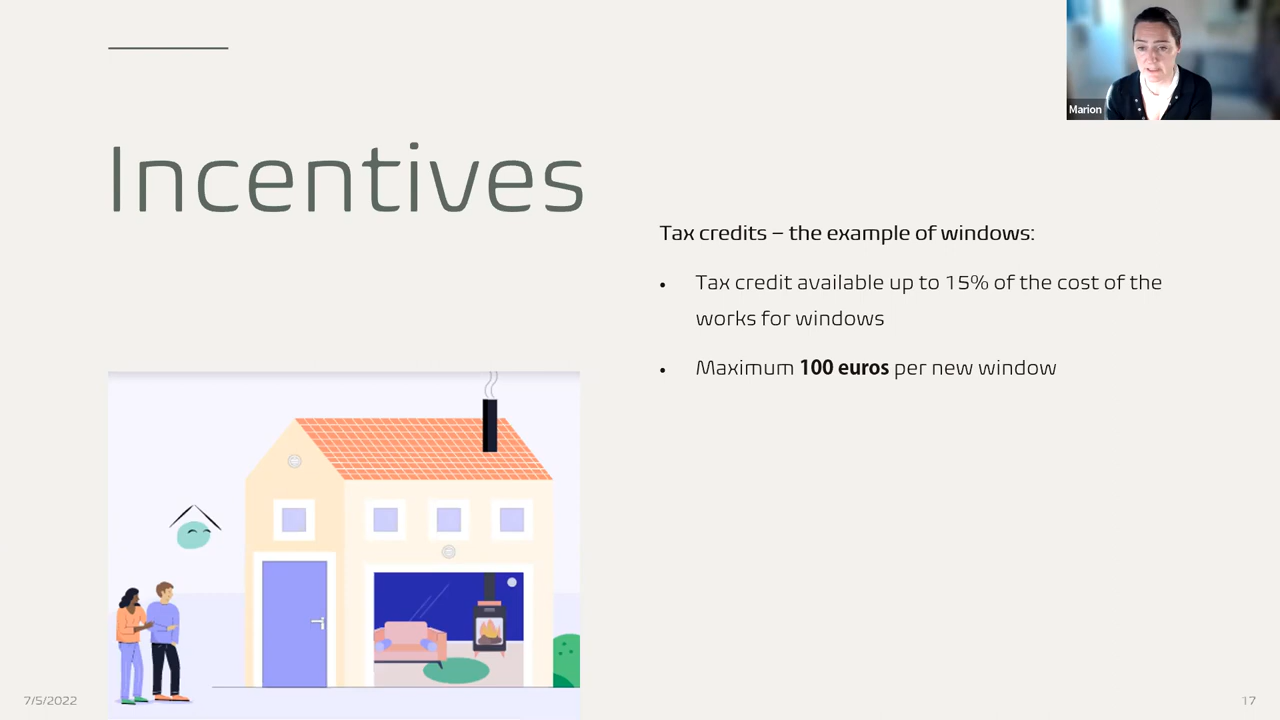 Marion
Incentives
Tax credits – the example of windows:
• Tax credit available up to 15% of the cost of the
works for windows
• Maximum 100 euros per new window
7/5/2022
17